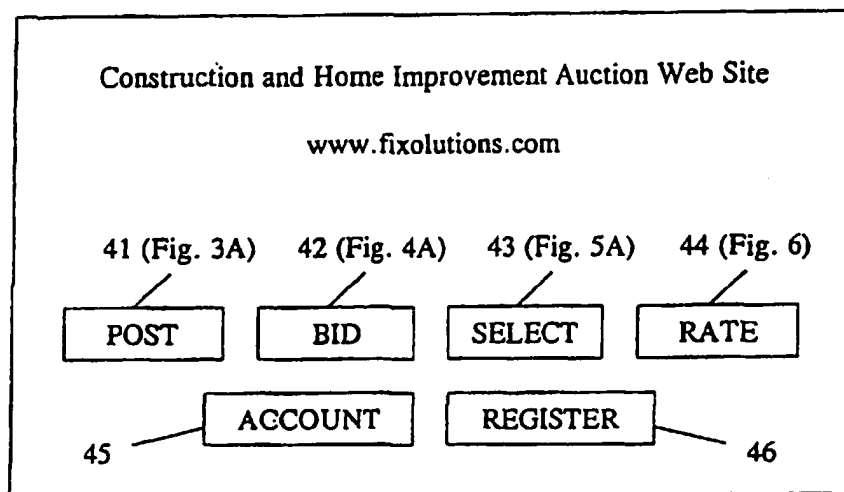 Construction and Home Improvement Auction Web Site
www.fixolutions.com
41 (Fig. 3A) 42 (Fig. 4A) 43 (Fig. 5A) 44 (Fig. 6)
POST BID SELECT RATE
ACCOUNT REGISTER
45 46